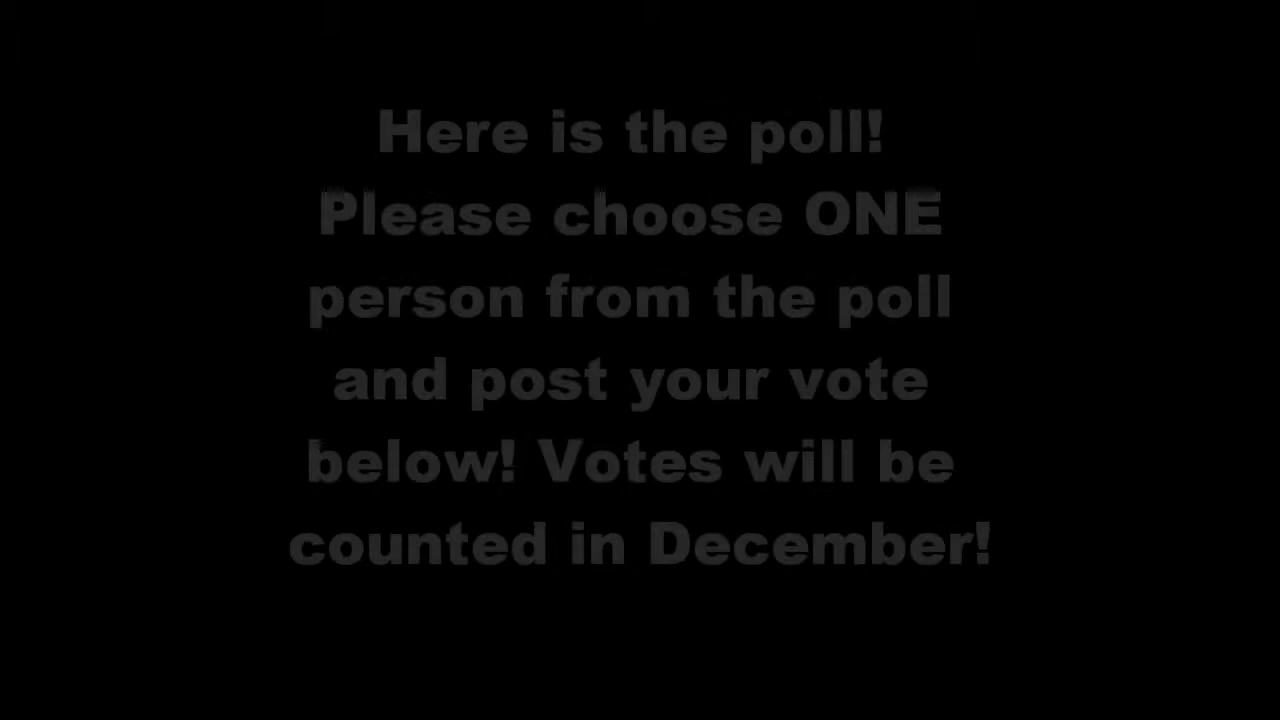 Here is the poll!
Please choose ONE
person from the poll
and post your vote
below! Votes will be
counted in December!